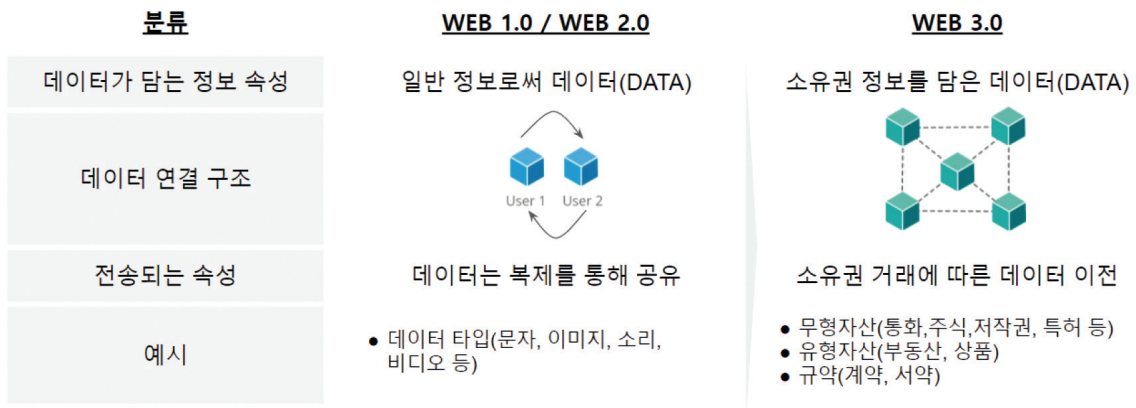 분류 WEB 1.0 / WEB 2.0 WEB 3.0
데이터가 담는 정보 속성 일반 정보로써 데이터(DATA) 소유권 정보를 담은 데이터(DATA)
데이터 연결 구조
User 1 User 2
전송되는 속성 데이터는 복제를 통해 공유 소유권 거래에 따른 데이터 이전
예시
● 데이터 타입(문자, 이미지, 소리,
비디오 등)
● 무형자산(통화,주식,저작권, 특허 등)
● 유형자산(부동산, 상품)
● 규약(계약, 서약)